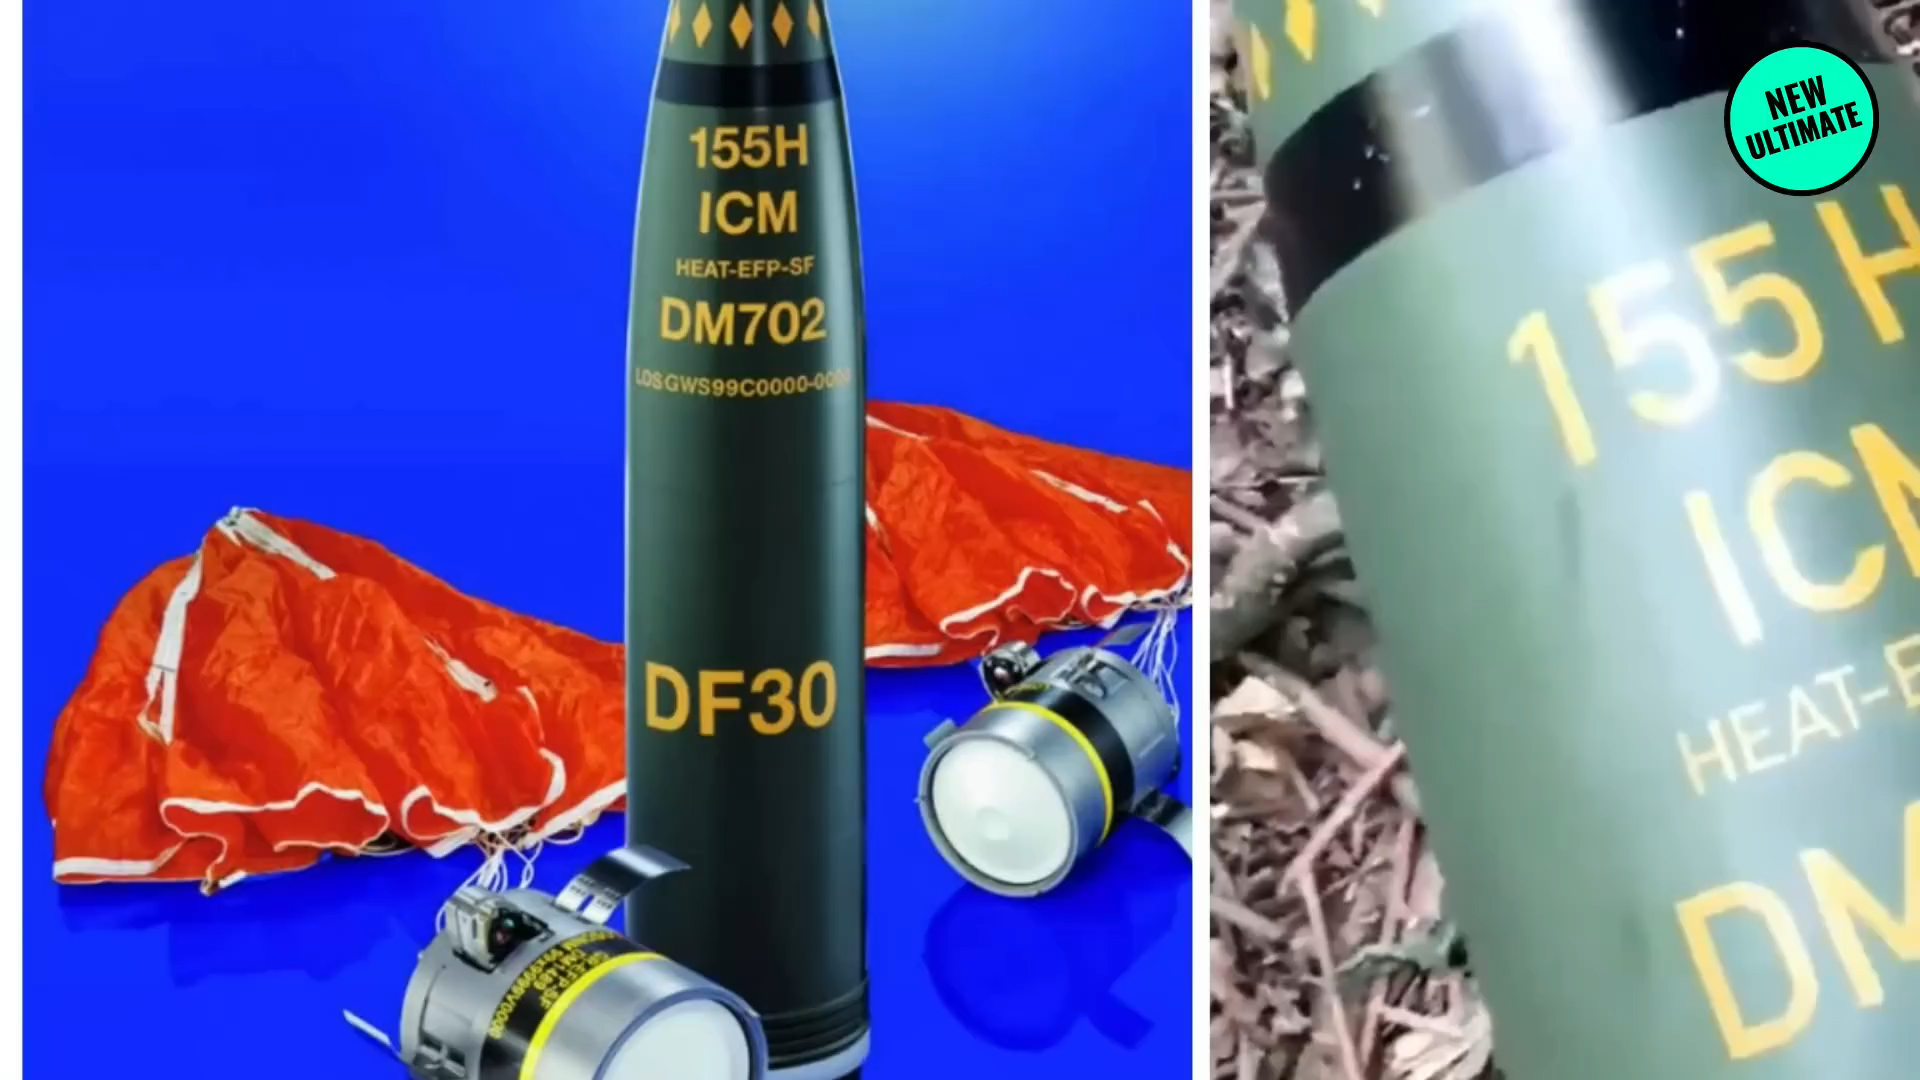 155H
ICM
HEAT-EFP-SF
DM702
DF30
155H
ICM
HEAT-E
DM
NEW
ULTIMATE